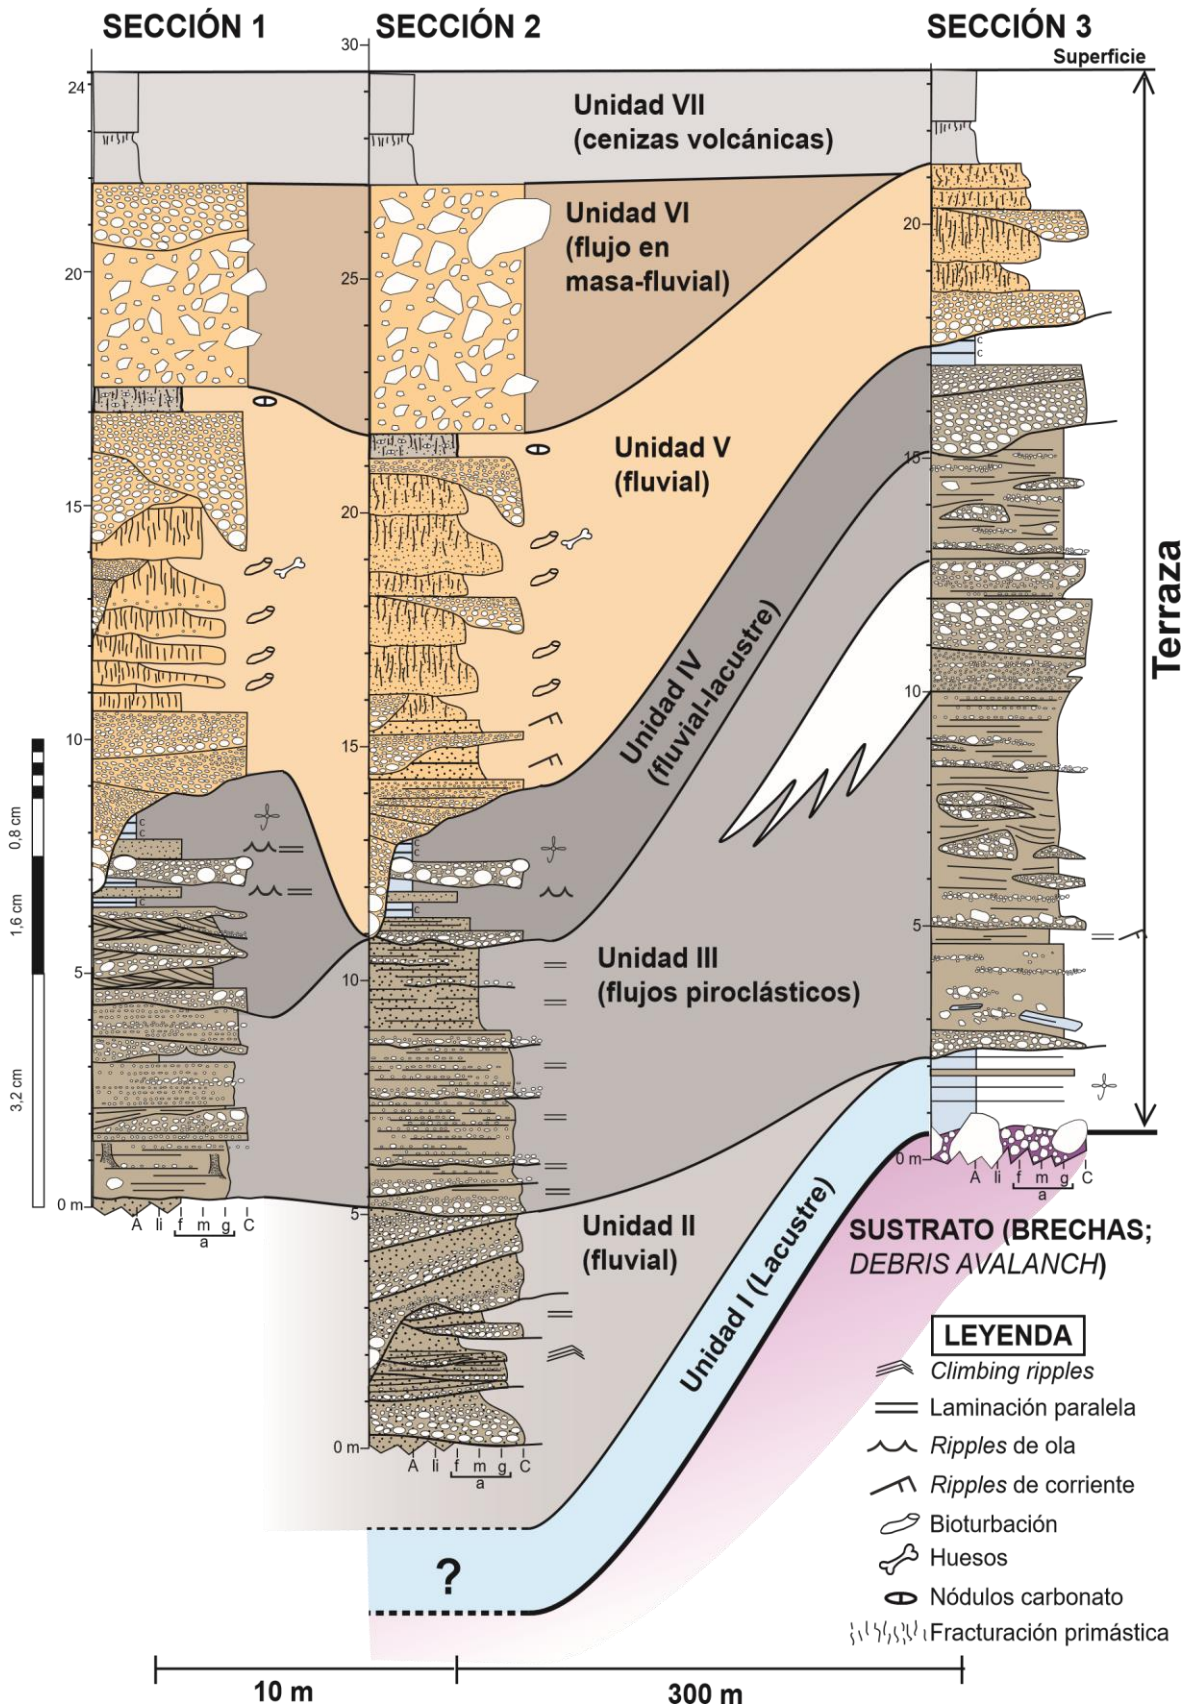 SECCIÓN 1
SECCIÓN 2
SECCIÓN 3
Superficie
30
24
Unidad VII
(cenizas volcánicas)
Unidad VI
(flujo en
masa-fluvial)
20
25
20
Unidad V
(fluvial)
15
20
15
Terraza
Unidad IV
(fluvial-lacustre)
10
15
10
c
c
c
c
c
c
c
c
0,8 cm
1,6 cm
3,2 cm
5
10
5
Unidad III
(flujos piroclásticos)
0 m
A li f m g C
a
5
0 m
A li f m g C
a
Unidad II
(fluvial)
Unidad I (Lacustre)
SUSTRATO (BRECHAS;
DEBRIS AVALANCH)
0 m
A li f m g C
a
?
LEYENDA
Climbing ripples
Laminación paralela
Ripples de ola
Ripples de corriente
Bioturbación
Huesos
Nódulos carbonato
Fracturación primástica
10 m
300 m